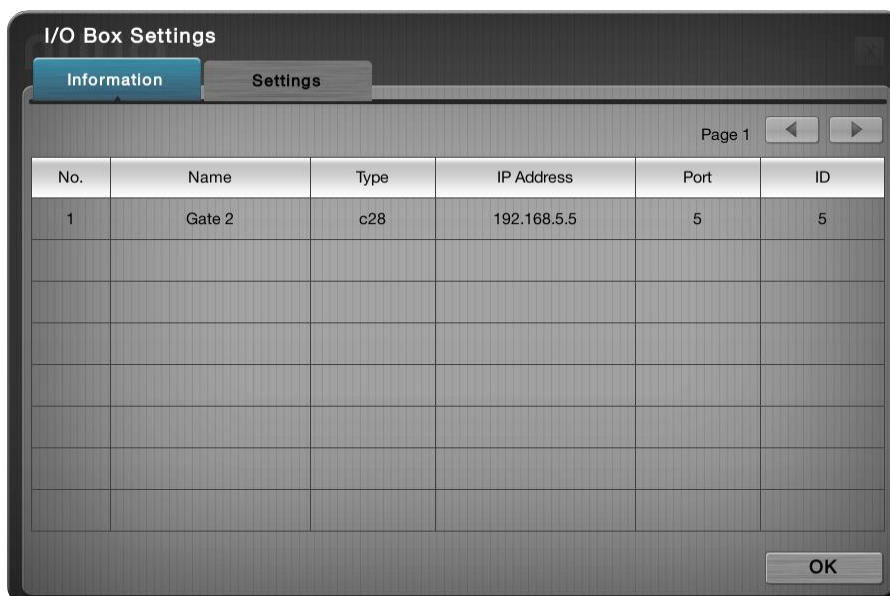 I/O Box Settings
Information Settings
Page 1
No. Name Type IP Address Port ID
1 Gate 2 c28 192.168.5.5 5 5
OK